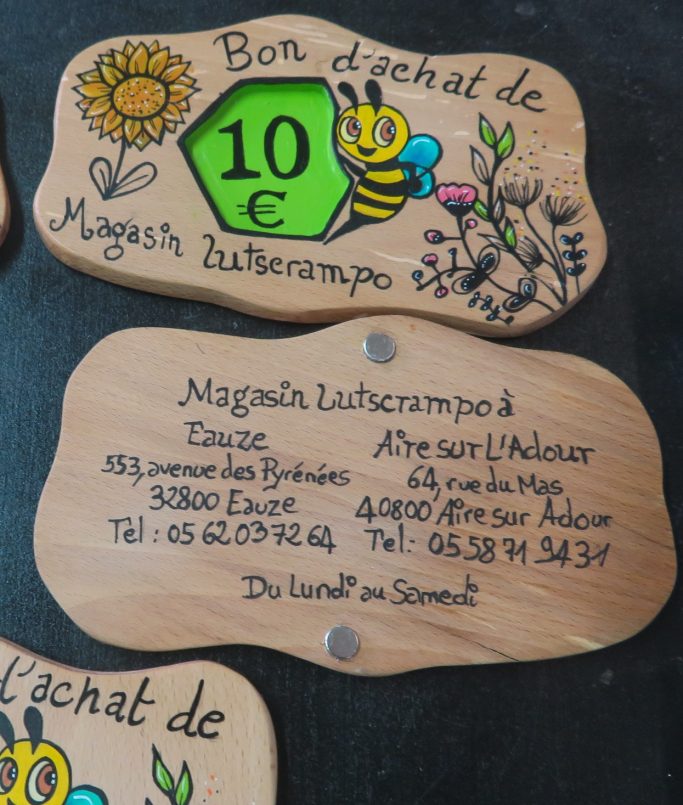 Bon d'achat de
10
€
Magasin Lutscrampo
Magasin Lutscrampo à
Eauze
553, avenue des Pyrénées
32800 Eauze
Tèl : 05 62 03 72 64
Aire sur L'Adour
64, rue du Mas
40800 Aire sur Adour
Tel: 05 58 71 94 31
Du Lundi au Samedi
d'achat de